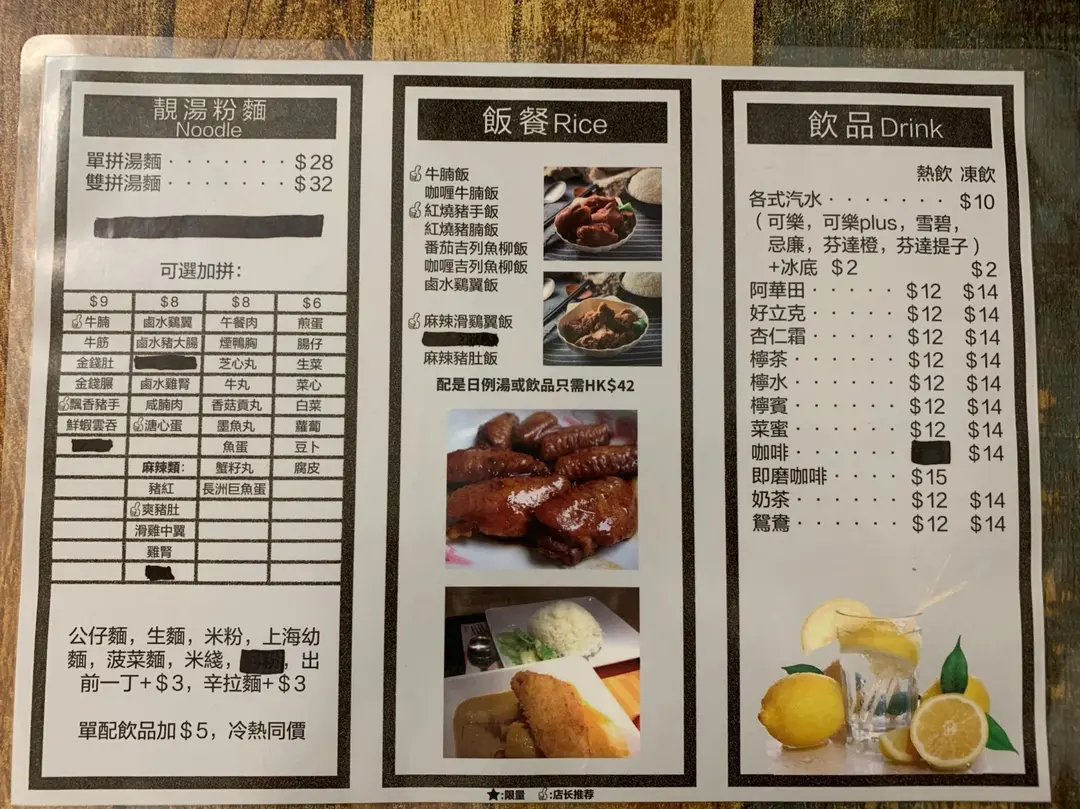 靚湯粉麵
Noodle
單拼湯麵 · · · · · · · $28
雙拼湯麵 · · · · · · · $32
可選加拼：
$9 $8 $8 $6
牛腩 鹵水鷄翼 午餐肉 煎蛋
牛筋 鹵水豬大腸 煙鴨胸 腸仔
金錢肚 芝心丸 生菜
金錢𦟌 鹵水雞腎 牛丸 菜心
飄香豬手 咸腩肉 香菇貢丸 白菜
鮮蝦雲吞 溏心蛋 墨魚丸 蘿蔔
魚蛋 豆卜
麻辣類： 蟹籽丸 腐皮
豬紅 長洲巨魚蛋
爽豬肚
滑雞中翼
雞腎
公仔麵，生麵，米粉，上海幼
麵，菠菜麵，米綫，，出
前一丁+$3，辛拉麵+$3
單配飲品加$5，冷熱同價
飯餐Rice
牛腩飯
咖喱牛腩飯
紅燒豬手飯
紅燒豬腩飯
番茄吉列魚柳飯
咖喱吉列魚柳飯
鹵水鷄翼飯
麻辣滑鷄翼飯
麻辣豬肚飯
配是日例湯或飲品只需HK$42
★:限量 :店长推荐
飲品Drink
熱飲 凍飲
各式汽水 · · · · · · · $10
（可樂，可樂plus，雪碧，
忌廉，芬達橙，芬達提子）
+冰底 $2 $2
阿華田 · · · · · $12 $14
好立克 · · · · · $12 $14
杏仁霜 · · · · · $12 $14
檸茶 · · · · · · $12 $14
檸水 · · · · · · $12 $14
檸賓 · · · · · · $12 $14
菜蜜 · · · · · · $12 $14
咖啡 · · · · · · $14
即磨咖啡 · · · · $15
奶茶 · · · · · · $12 $14
鴛鴦 · · · · · · $12 $14